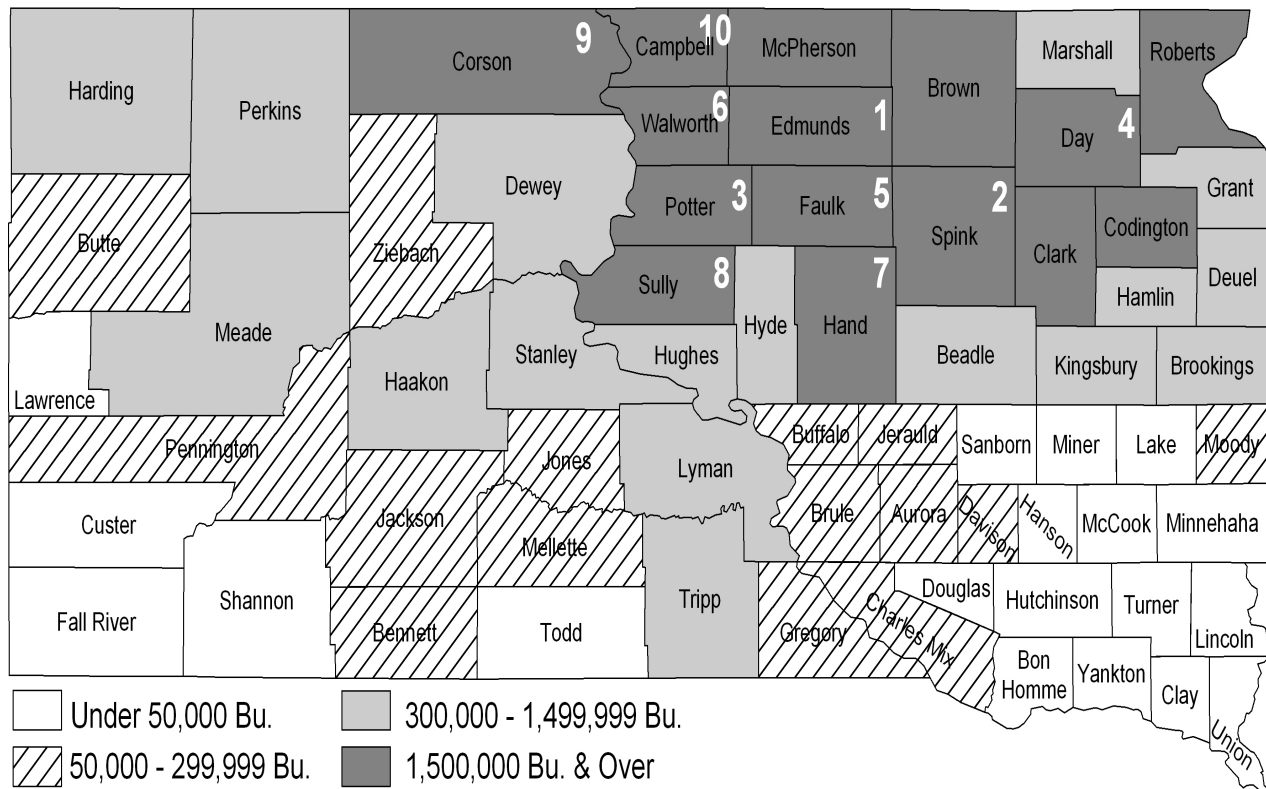 9
10
Corson
Campbell
McPherson
Marshall
Roberts
Harding
Perkins
Brown
6
1
4
Walworth
Edmunds
Day
Dewey
Grant
3
5
2
Potter
Faulk
Spink
Codington
Butte
Ziebach
Clark
8
7
Sully
Deuel
Hamlin
Meade
Hyde
Hand
Stanley
Hughes
Beadle
Kingsbury
Brookings
Haakon
Lawrence
Pennington
Jones
Lyman
Buffalo
Jerauld
Sanborn
Miner
Lake
Moody
Custer
Jackson
Mellette
Brule
Aurora
Davison
Hanson
McCook
Minnehaha
Fall River
Shannon
Bennett
Todd
Tripp
Gregory
Charles Mix
Douglas
Hutchinson
Turner
Lincoln
Bon
Homme
Yankton
Clay
Union
Under 50,000 Bu.
300,000 - 1,499,999 Bu.
50,000 - 299,999 Bu.
1,500,000 Bu. & Over